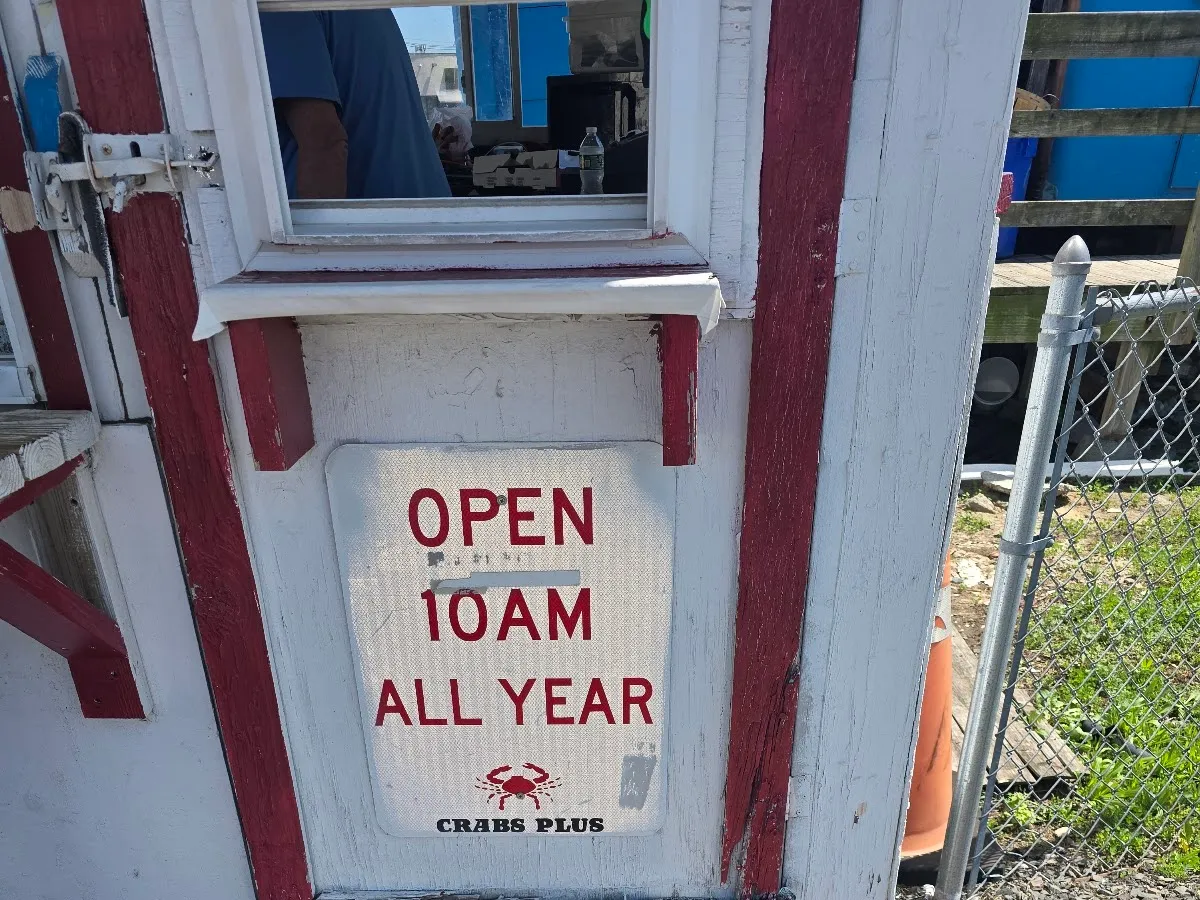 OPEN
10AM
ALL YEAR
CRABS PLUS